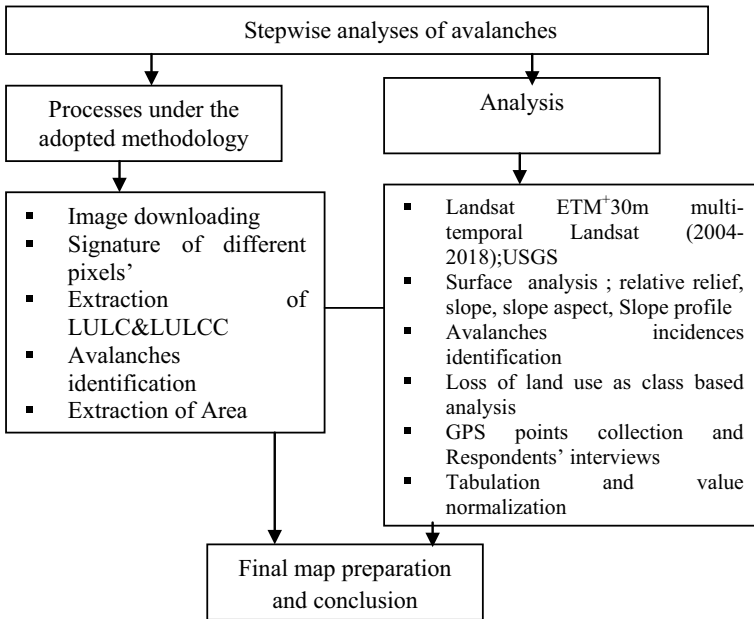 Stepwise analyses of avalanches
Processes under the
adopted methodology
Analysis
▪ Image downloading
▪ Signature of different
pixels’
▪ Extraction of
LULC&LULCC
▪ Avalanches
identification
▪ Extraction of Area
▪ Landsat ETM+30m multi-
temporal Landsat (2004-
2018);USGS
▪ Surface analysis ; relative relief,
slope, slope aspect, Slope profile
▪ Avalanches incidences
identification
▪ Loss of land use as class based
analysis
▪ GPS points collection and
Respondents’ interviews
▪ Tabulation and value
normalization
Final map preparation
and conclusion